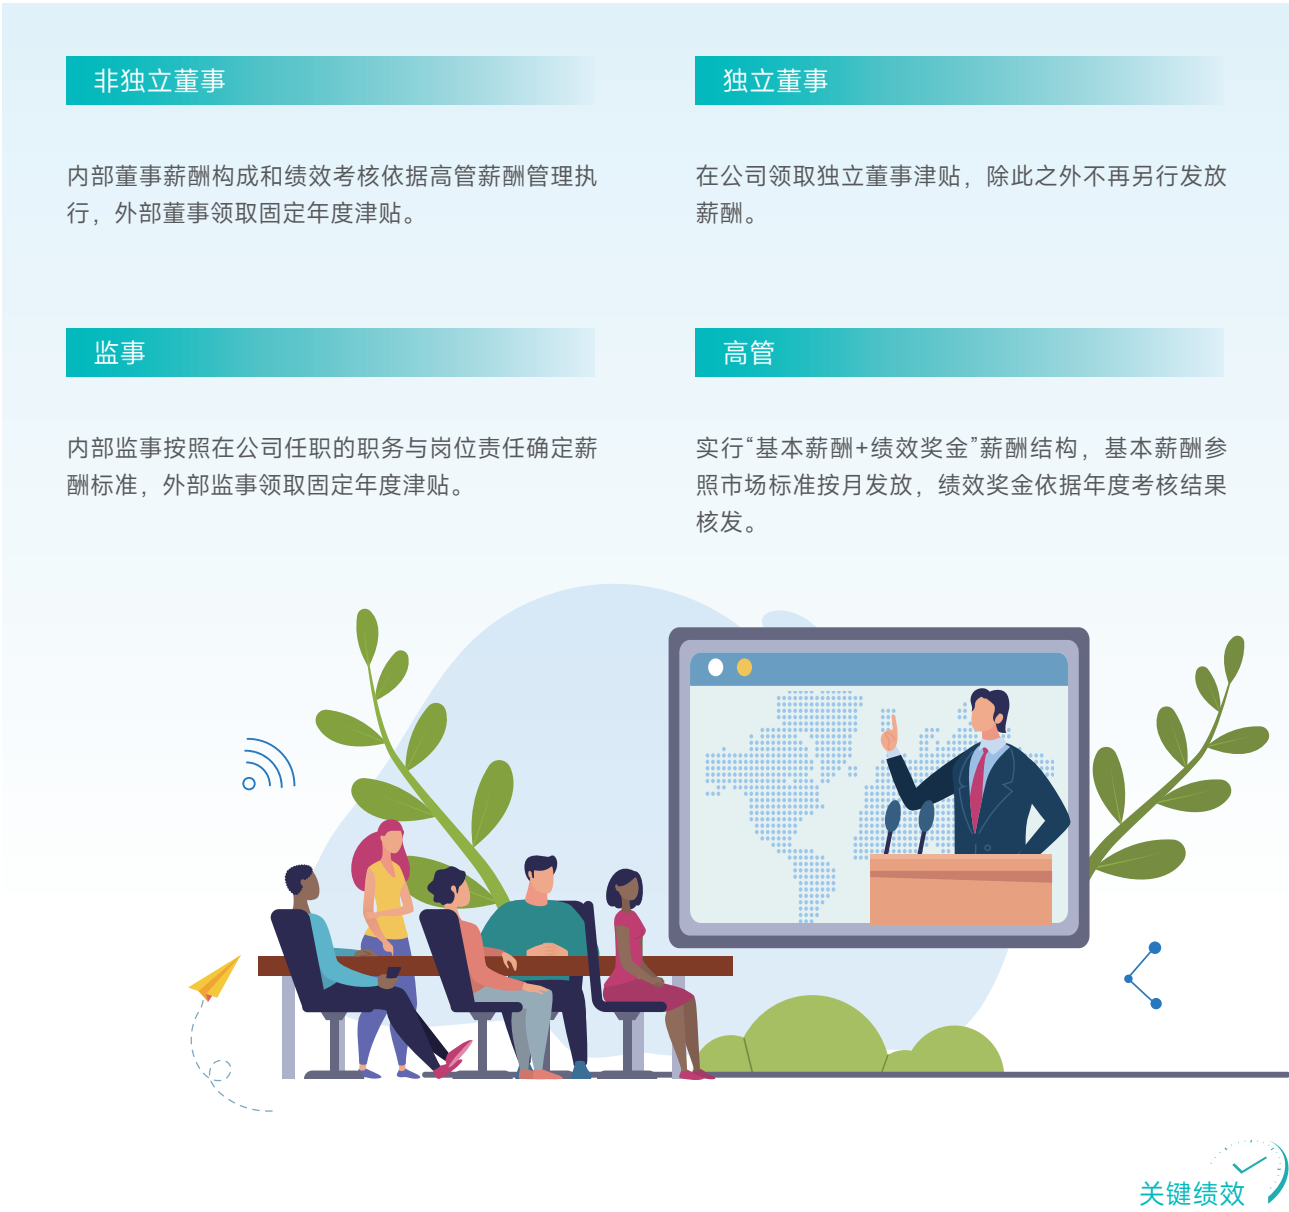 非独立董事
内部董事薪酬构成和绩效考核依据高管薪酬管理执
行，外部董事领取固定年度津贴。
独立董事
在公司领取独立董事津贴，除此之外不再另行发放
薪酬。
监事
内部监事按照在公司任职的职务与岗位责任确定薪
酬标准，外部监事领取固定年度津贴。
高管
实行“基本薪酬+绩效奖金”薪酬结构，基本薪酬参
照市场标准按月发放，绩效奖金依据年度考核结果
核发。
关键绩效